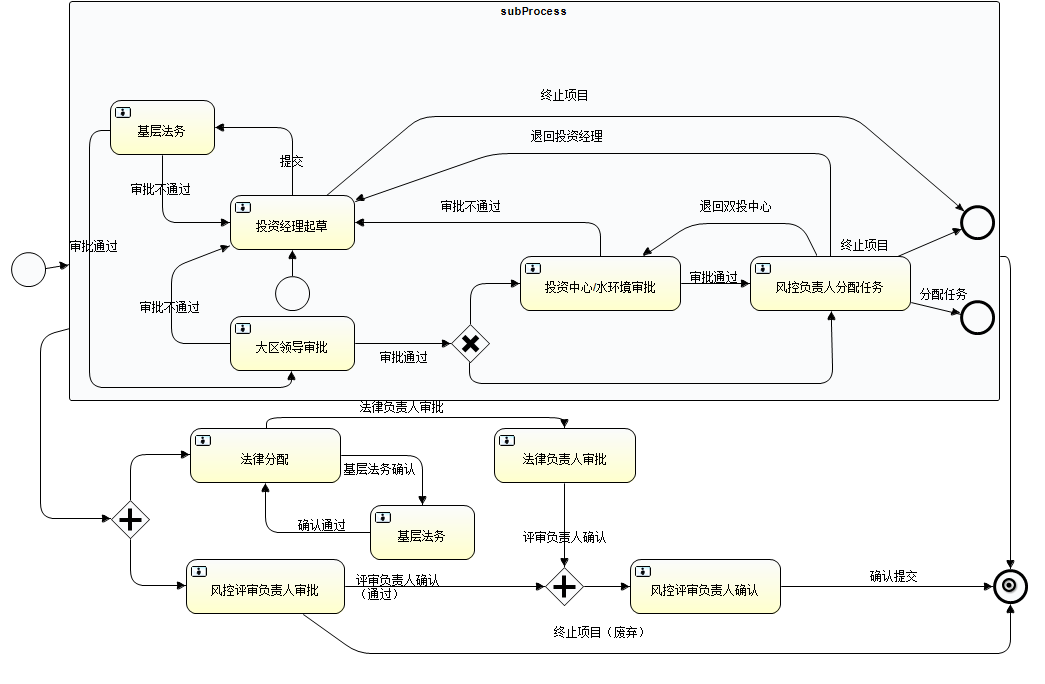 subProcess
终止项目
基层法务
退回投资经理
提交
审批不通过
审批不通过
退回双投中心
投资经理起草
审批通过
终止项目
审批通过
投资中心/水环境审批
风控负责人分配任务
分配任务
审批不通过
大区领导审批
审批通过
法律负责人审批
法律分配
基层法务确认
法律负责人审批
确认通过
基层法务
评审负责人确认
风控评审负责人审批
评审负责人确认
（通过）
风控评审负责人确认
确认提交
终止项目（废弃）